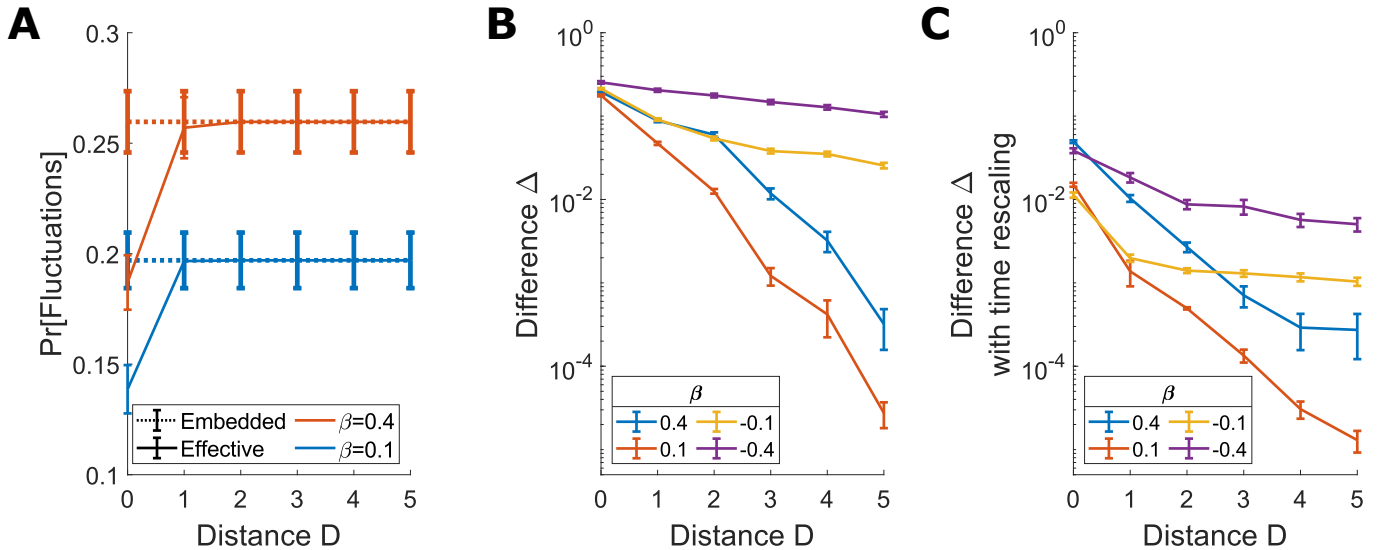 A
0.3
0.25
0.2
0.15
0.1
Pr[Fluctuations]
Embedded
β=0.4
Effective
β=0.1
0 1 2 3 4 5
Distance D
B
10^0
10^-2
10^-4
Difference Δ
β
0.4 -0.1
0.1 -0.4
0 1 2 3 4 5
Distance D
C
10^0
10^-2
10^-4
Difference Δ
with time rescaling
β
0.4 -0.1
0.1 -0.4
0 1 2 3 4 5
Distance D